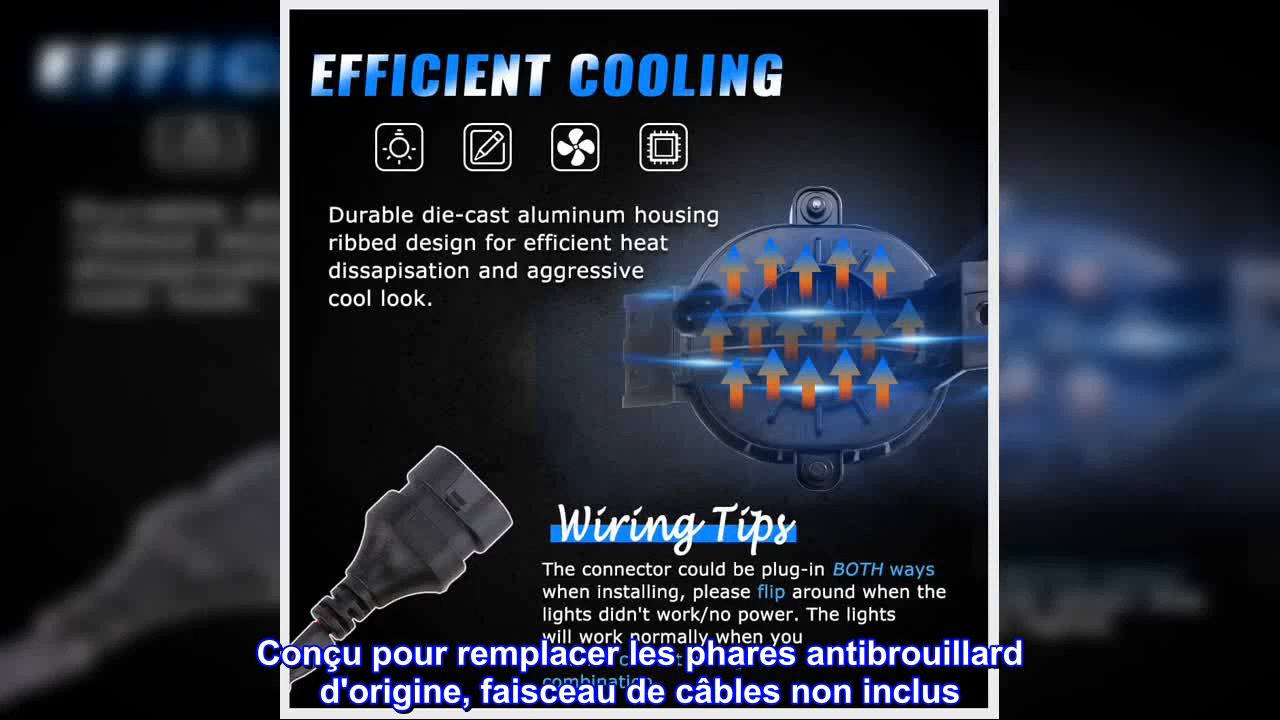 EFFICIENT COOLING
Durable die-cast aluminum housing
ribbed design for efficient heat
dissapisation and aggressive
cool look.
Wiring Tips
The connector could be plug-in BOTH ways
when installing, please flip around when the
lights didn't work/no power. The lights
will work normally when you
combination.
Conçu pour remplacer les phares antibrouillard
d'origine, faisceau de câbles non inclus